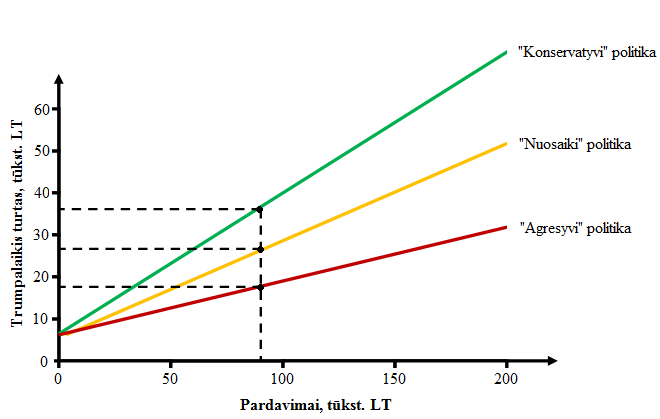 "Konservatyvi" politika
"Nuosaiki" politika
"Agresyvi" politika
Trumpalaikis turtas, tūkst. LT
60
50
40
30
20
10
0
0
50
100
150
200
Pardavimai, tūkst. LT